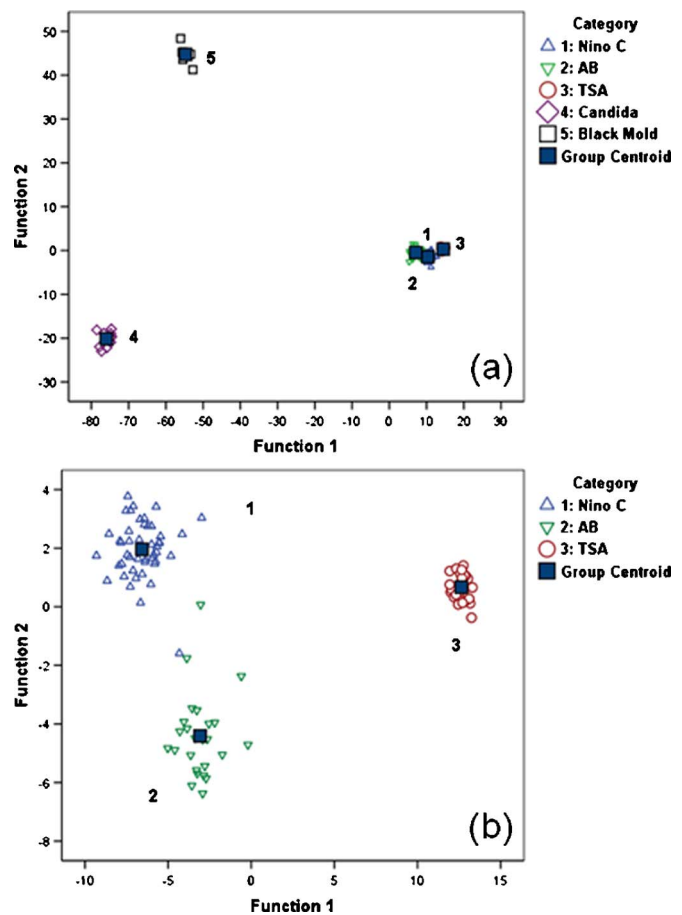 Category
1: Nino C
2: AB
3: TSA
4: Candida
5: Black Mold
Group Centroid
Function 2
50
40
30
20
10
0
-10
-20
-30
5
1
3
2
4
(a)
-80 -70 -60 -50 -40 -30 -20 -10 0 10 20 30
Function 1
Category
1: Nino C
2: AB
3: TSA
Group Centroid
Function 2
4
2
0
-2
-4
-6
-8
1
3
2
(b)
-10 -5 0 5 10 15
Function 1